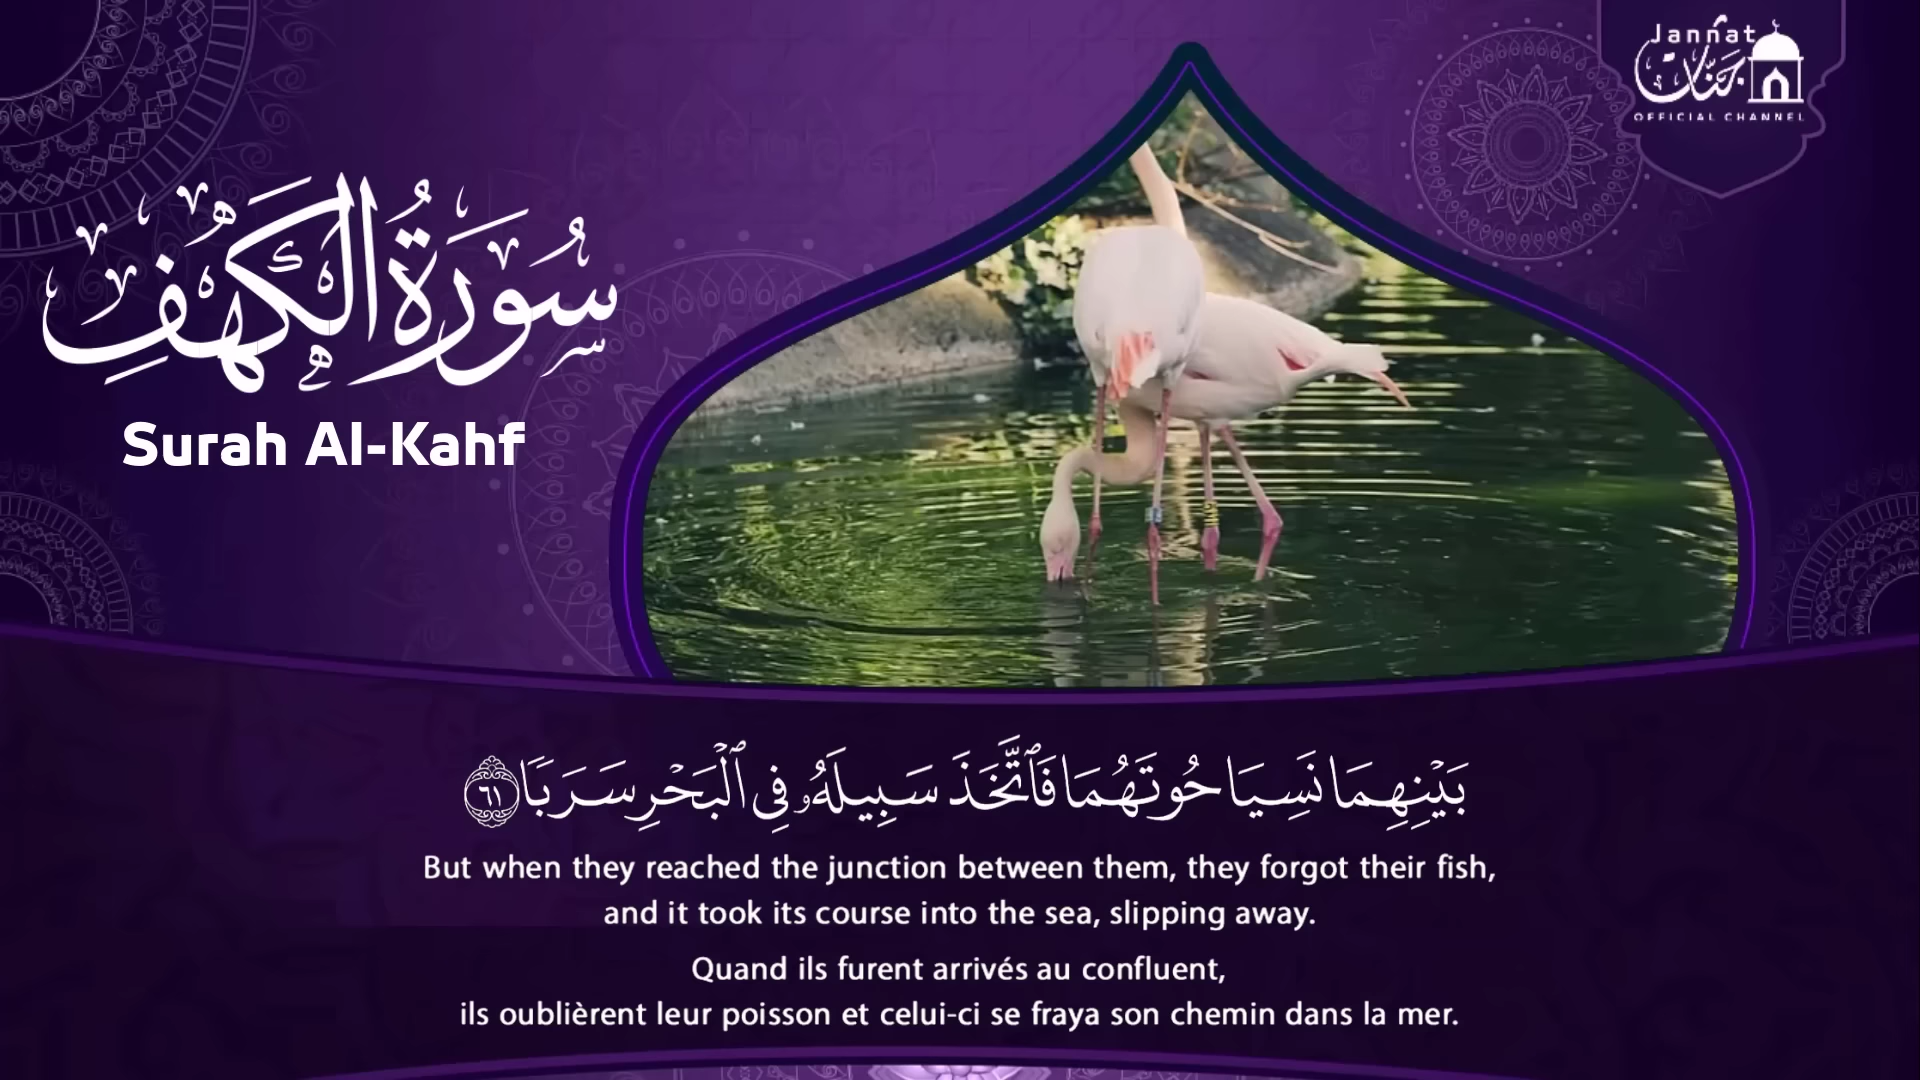 Jannat
جنّات
OFFICIAL CHANNEL
سُورَةُ الكَهْفِ
Surah Al-Kahf
بَيْنِهِمَا نَسِيَا حُوتَهُمَا فَٱتَّخَذَ سَبِيلَهُۥ فِى ٱلْبَحْرِ سَرَبًا ٦١
But when they reached the junction between them, they forgot their fish,
and it took its course into the sea, slipping away.
Quand ils furent arrivés au confluent,
ils oublièrent leur poisson et celui-ci se fraya son chemin dans la mer.